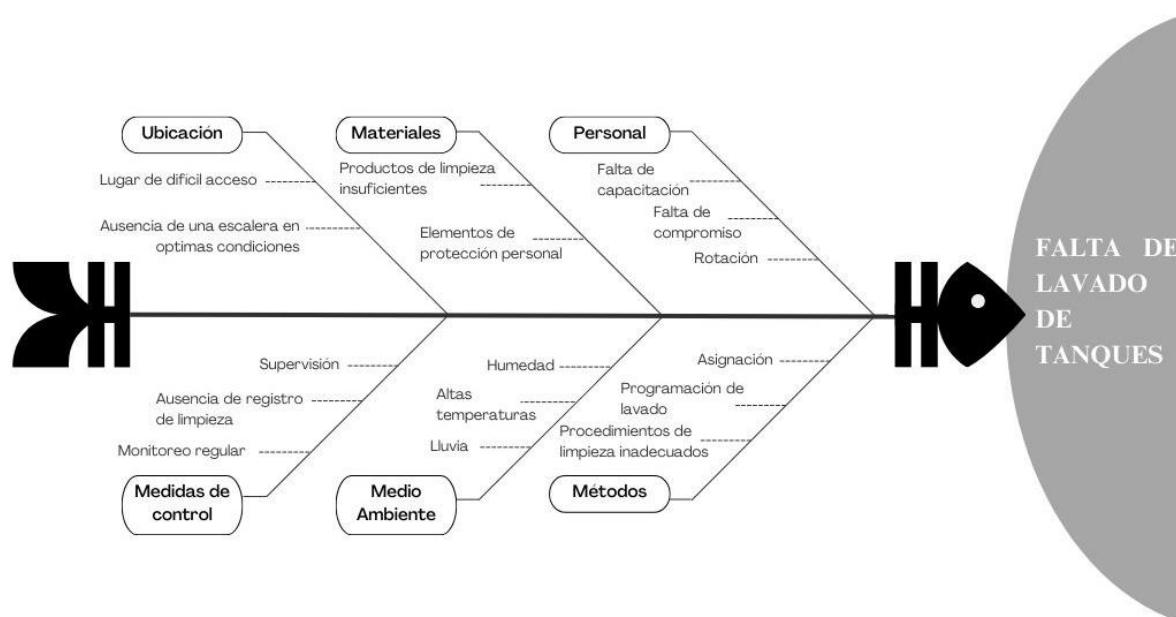 Ubicación
Lugar de dificil acceso
Ausencia de una escalera en
optimas condiciones
Materiales
Productos de limpieza
insuficientes
Elementos de
protección personal
Personal
Falta de
capacitación
Falta de
compromiso
Rotación
FALTA DE
LAVADO
DE
TANQUES
Supervisión
Ausencia de registro
de limpieza
Monitoreo regular
Medidas de
control
Humedad
Altas
temperaturas
Lluvia
Medio
Ambiente
Asignación
Programación de
lavado
Procedimientos de
limpieza inadecuados
Métodos